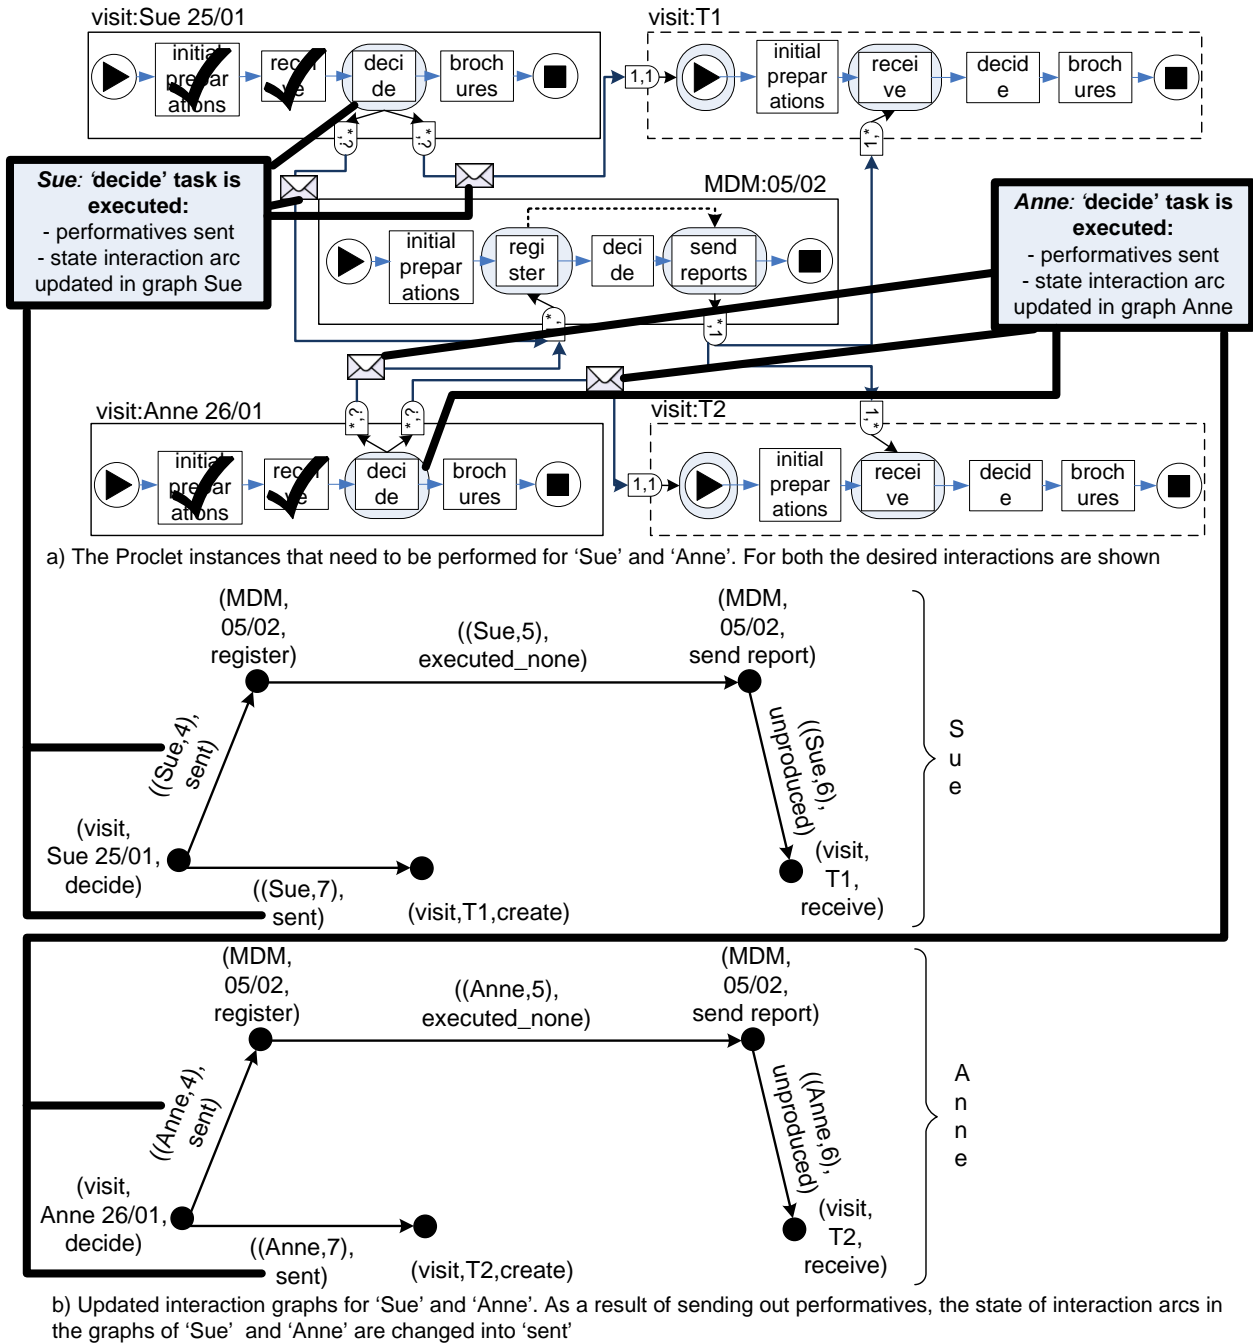 visit:Sue 25/01
visit:T1
initial
prepar
ations
recei
ve
deci
de
broch
ures
1,1
initial
prepar
ations
recei
ve
decid
e
broch
ures
*,?
*,?
1,*
Sue: ‘decide’ task is
executed:
- performatives sent
- state interaction arc
updated in graph Sue
MDM:05/02
initial
prepar
ations
regi
ster
deci
de
send
reports
*,1
Anne: ‘decide’ task is
executed:
- performatives sent
- state interaction arc
updated in graph Anne
visit:Anne 26/01
*,?
*,?
visit:T2
1,*
initial
prepar
ations
recei
ve
deci
de
broch
ures
1,1
initial
prepar
ations
recei
ve
decid
e
broch
ures
a) The Proclet instances that need to be performed for ‘Sue’ and ‘Anne’. For both the desired interactions are shown
(MDM,
05/02,
register)
((Sue,5),
executed_none)
(MDM,
05/02,
send report)
((Sue,4),
sent)
((Sue,6),
unproduced)
(visit,
Sue 25/01,
decide)
((Sue,7),
sent)
(visit,T1,create)
(visit,
T1,
receive)
S
u
e
(MDM,
05/02,
register)
((Anne,5),
executed_none)
(MDM,
05/02,
send report)
((Anne,4),
sent)
((Anne,6),
unproduced)
(visit,
Anne 26/01,
decide)
((Anne,7),
sent)
(visit,T2,create)
(visit,
T2,
receive)
A
n
n
e
b) Updated interaction graphs for ‘Sue’ and ‘Anne’. As a result of sending out performatives, the state of interaction arcs in
the graphs of ‘Sue’ and ‘Anne’ are changed into ‘sent’